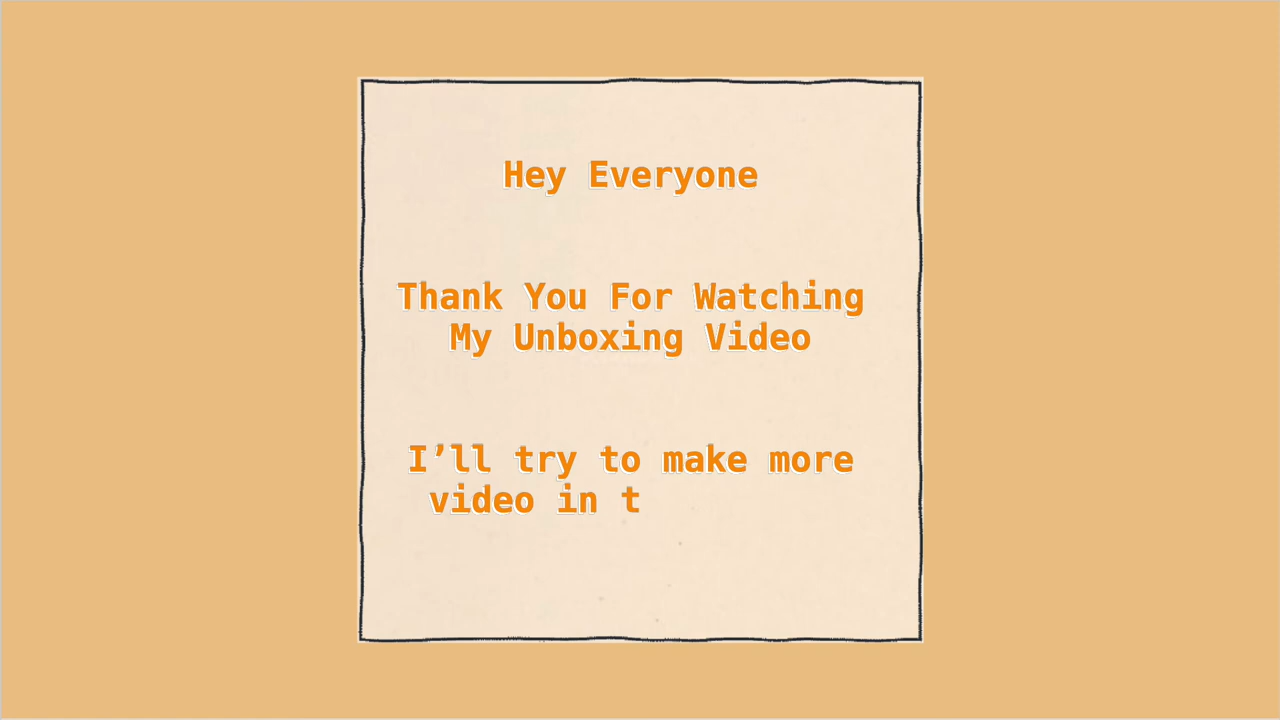 Hey Everyone
Thank You For Watching
My Unboxing Video
I’ll try to make more
video in t